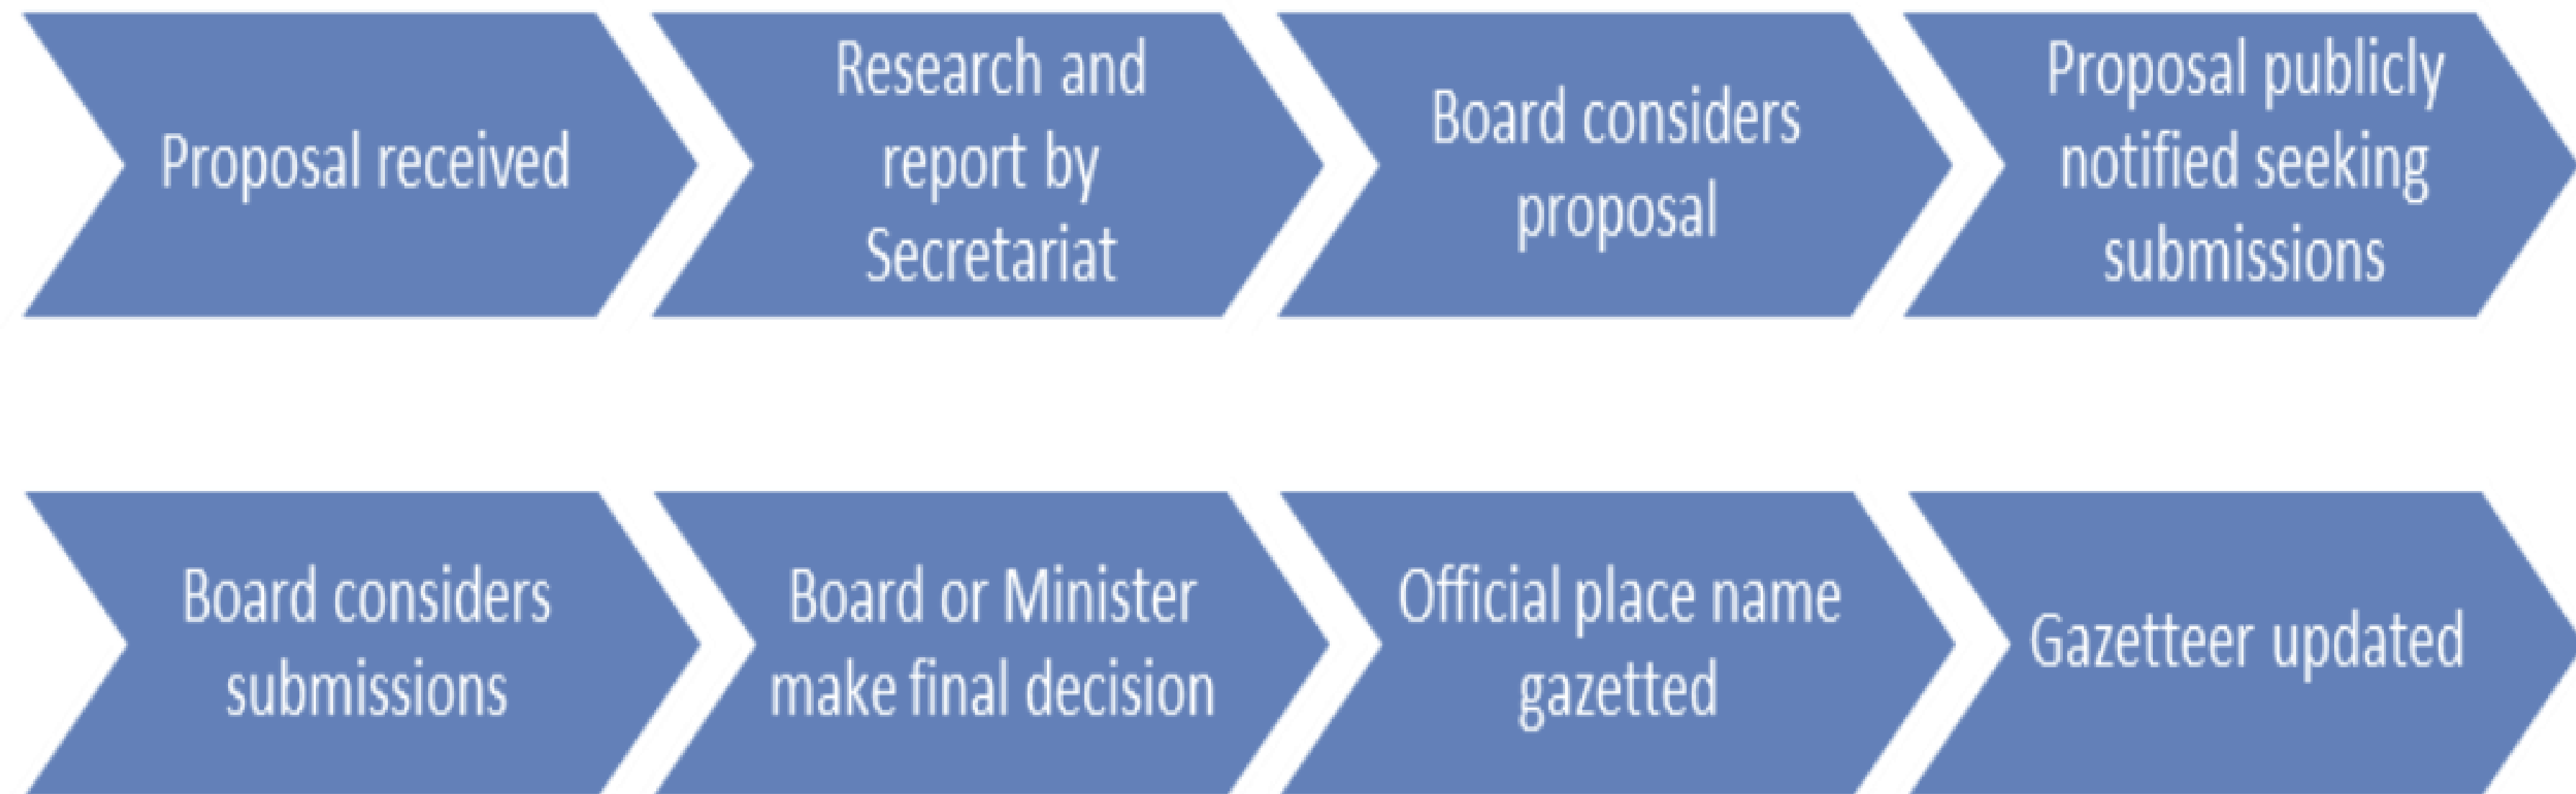 Proposal received
Research and
report by
Secretariat
Board considers
proposal
Proposal publicly
notified seeking
submissions
Board considers
submissions
Board or Minister
make final decision
Official place name
gazetted
Gazetteer updated